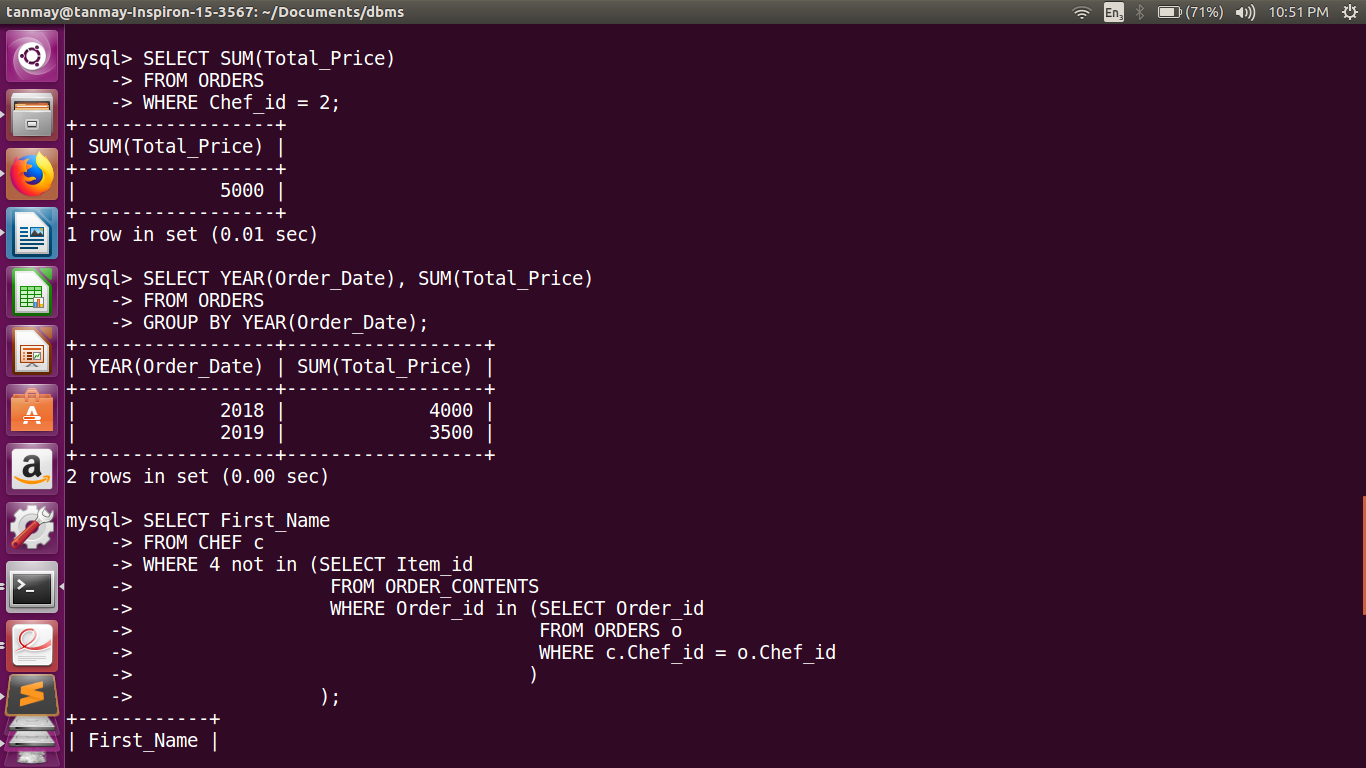 tanmay@tanmay-Inspiron-15-3567: ~/Documents/dbms
En3 (71%) 10:51 PM
mysql> SELECT SUM(Total_Price)
    -> FROM ORDERS
    -> WHERE Chef_id = 2;
+------------------+
| SUM(Total_Price) |
+------------------+
|             5000 |
+------------------+
1 row in set (0.01 sec)

mysql> SELECT YEAR(Order_Date), SUM(Total_Price)
    -> FROM ORDERS
    -> GROUP BY YEAR(Order_Date);
+------------------+------------------+
| YEAR(Order_Date) | SUM(Total_Price) |
+------------------+------------------+
|             2018 |             4000 |
|             2019 |             3500 |
+------------------+------------------+
2 rows in set (0.00 sec)

mysql> SELECT First_Name
    -> FROM CHEF c
    -> WHERE 4 not in (SELECT Item_id
    ->                  FROM ORDER_CONTENTS
    ->                  WHERE Order_id in (SELECT Order_id
    ->                                     FROM ORDERS o
    ->                                     WHERE c.Chef_id = o.Chef_id
    ->                                    )
    ->                 );
+------------+
| First_Name |